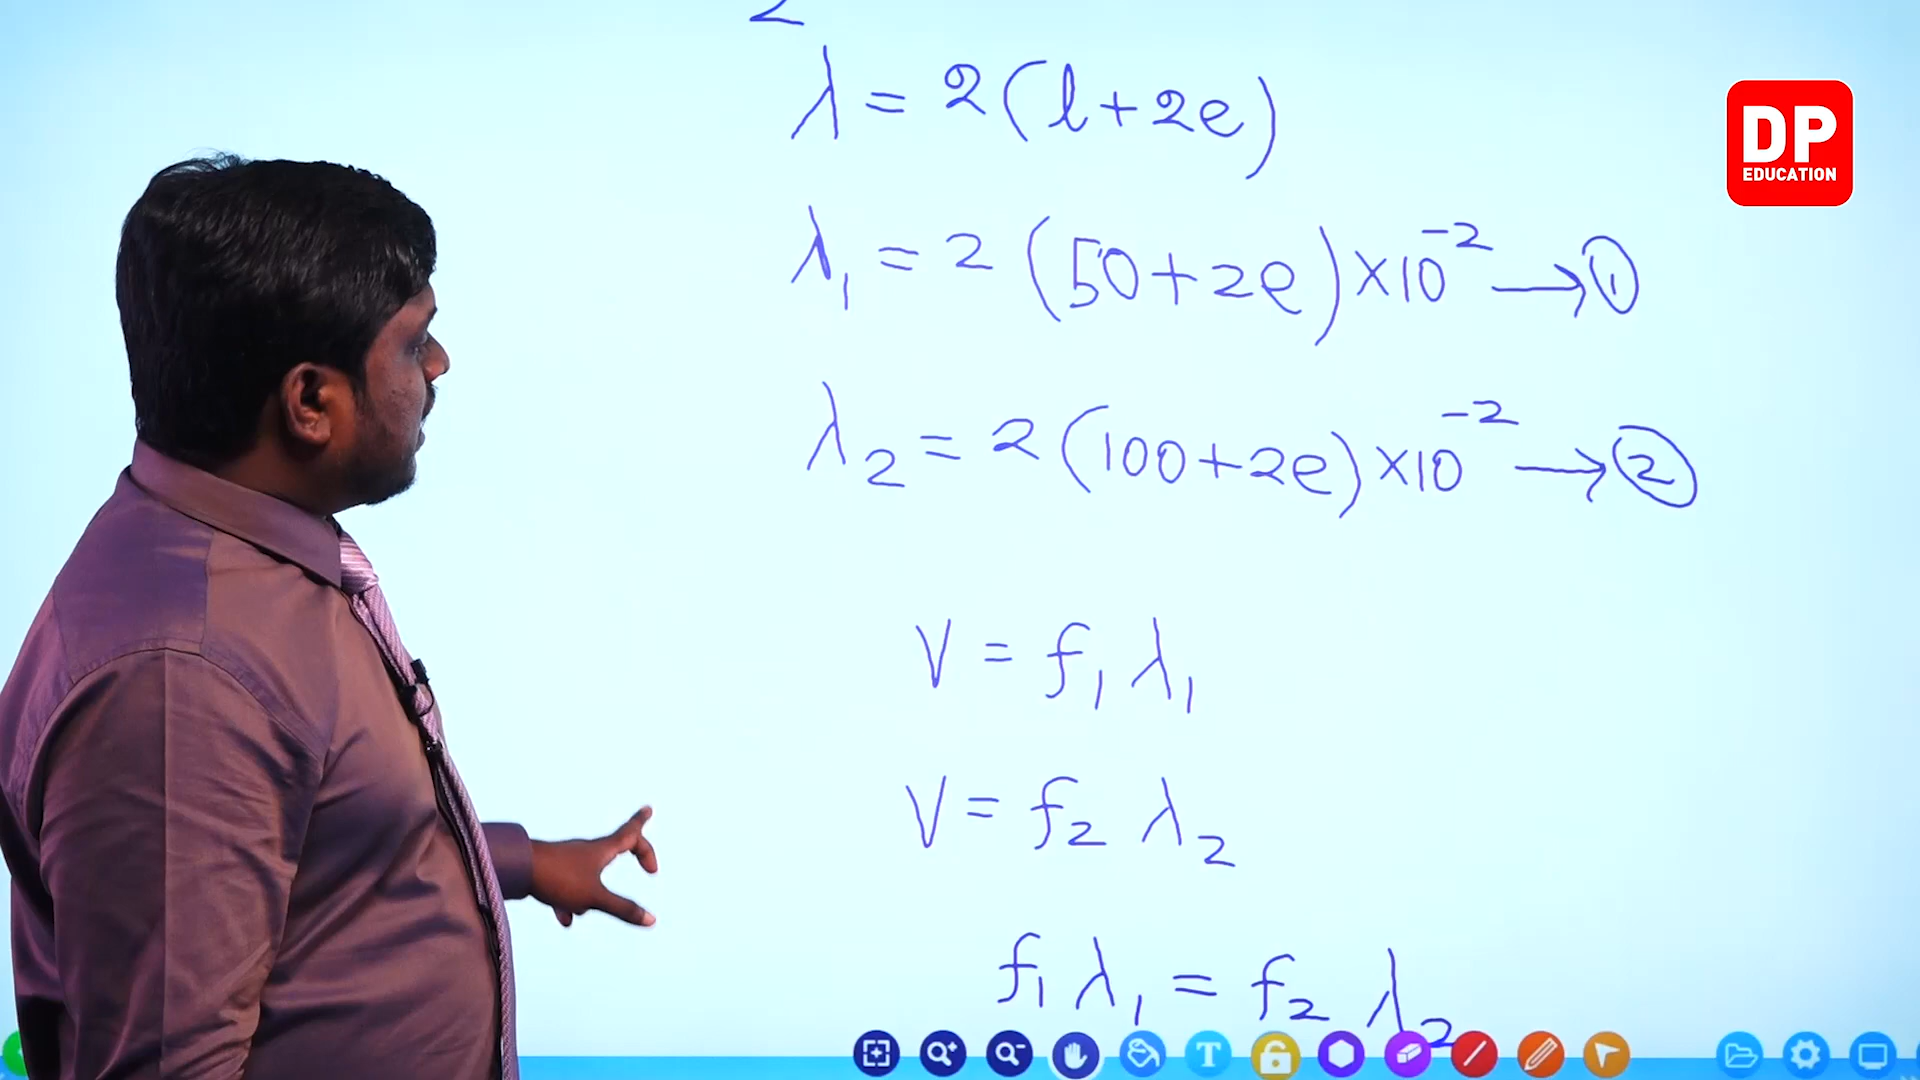 2
λ = 2 (l + 2e)
DP
EDUCATION
λ₁ = 2 (50 + 2e) × 10⁻² → ①
λ₂ = 2 (100 + 2e) × 10⁻² → ②
V = f₁ λ₁
V = f₂ λ₂
f₁ λ₁ = f₂ λ₂
T